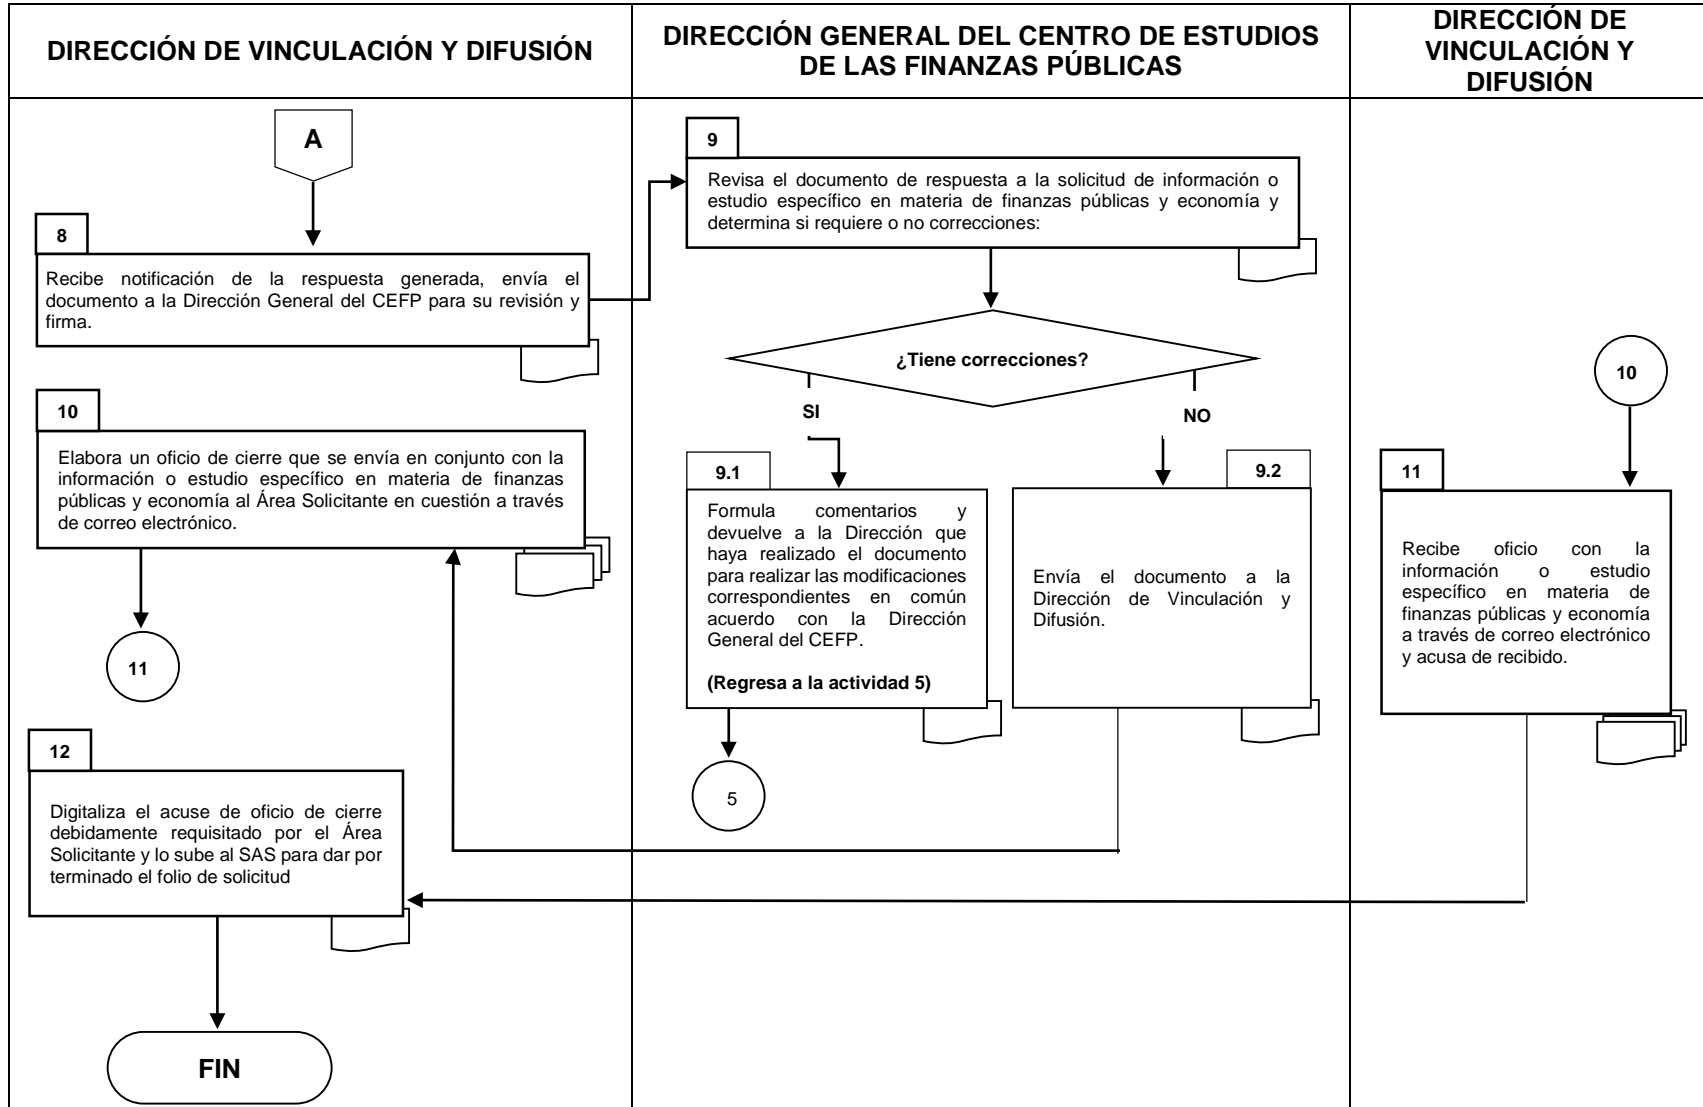 DIRECCIÓN DE VINCULACIÓN Y DIFUSIÓN
DIRECCIÓN GENERAL DEL CENTRO DE ESTUDIOS
DE LAS FINANZAS PÚBLICAS
DIRECCIÓN DE
VINCULACIÓN Y
DIFUSIÓN
A
8
Recibe notificación de la respuesta generada, envía el
documento a la Dirección General del CEFP para su revisión y
firma.
9
Revisa el documento de respuesta a la solicitud de información o
estudio específico en materia de finanzas públicas y economía y
determina si requiere o no correcciones:
¿Tiene correcciones?
SI
NO
9.1
Formula comentarios y
devuelve a la Dirección que
haya realizado el documento
para realizar las modificaciones
correspondientes en común
acuerdo con la Dirección
General del CEFP.
(Regresa a la actividad 5)
5
9.2
Envía el documento a la
Dirección de Vinculación y
Difusión.
10
Elabora un oficio de cierre que se envía en conjunto con la
información o estudio específico en materia de finanzas
públicas y economía al Área Solicitante en cuestión a través
de correo electrónico.
11
10
11
Recibe oficio con la
información o estudio
específico en materia de
finanzas públicas y economía
a través de correo electrónico
y acusa de recibido.
12
Digitaliza el acuse de oficio de cierre
debidamente requisitado por el Área
Solicitante y lo sube al SAS para dar por
terminado el folio de solicitud
FIN